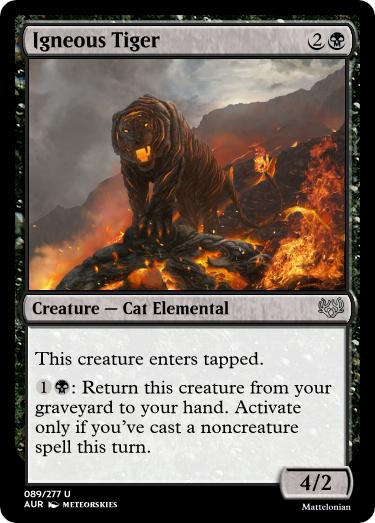 Igneous Tiger 2
Creature — Cat Elemental
This creature enters tapped.
1: Return this creature from your
graveyard to your hand. Activate
only if you've cast a noncreature
spell this turn.
4/2
089/277 U
AUR METEORSKIES
Mattelonian